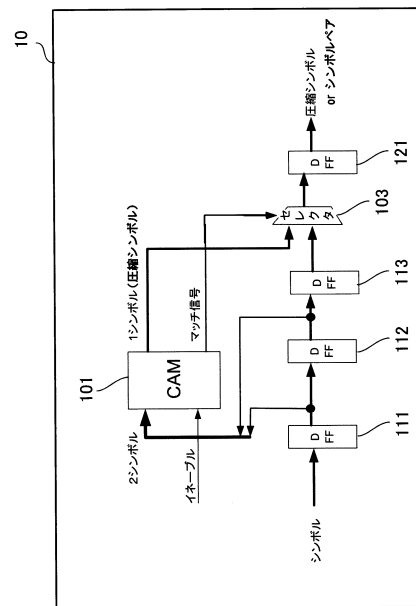 10
圧縮シンボル
or シンボルペア
D
FF
121
セレクタ
103
1シンボル(圧縮シンボル)
マッチ信号
D
FF
113
101
CAM
D
FF
112
2シンボル
イネーブル
D
FF
111
シンボル